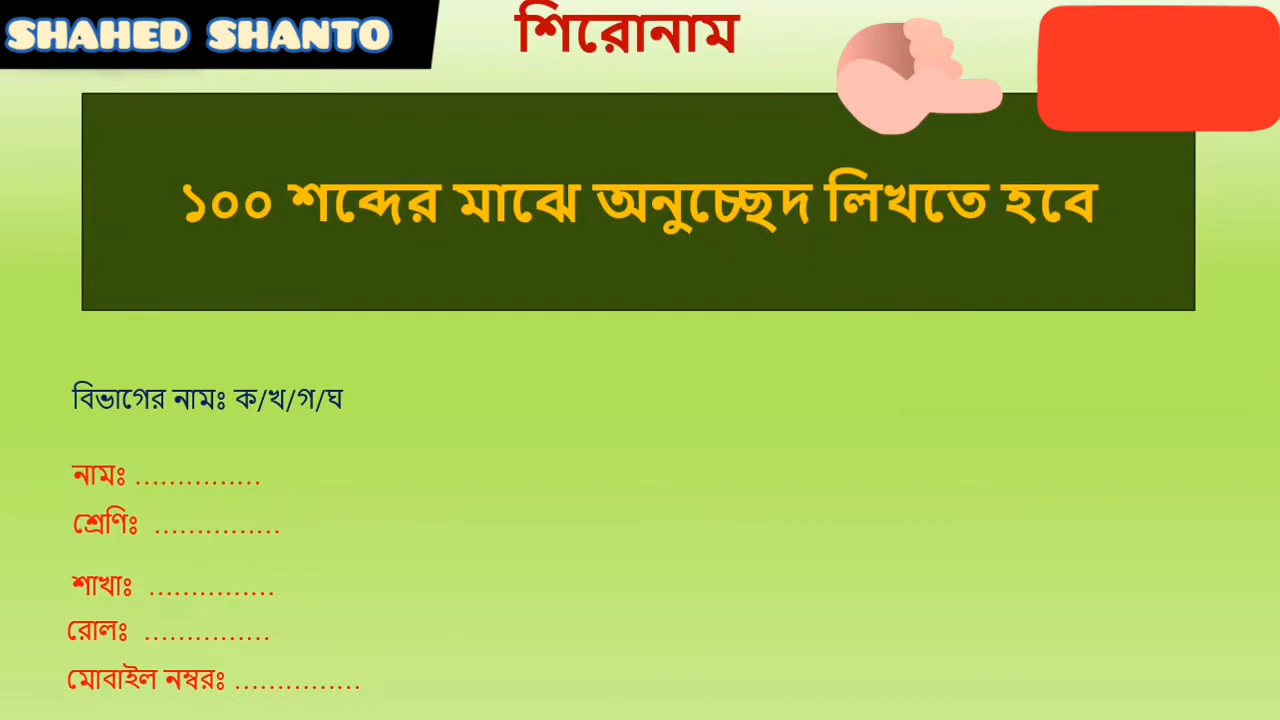 SHAHED SHANTO
শিরোনাম
১০০ শব্দের মাঝে অনুচ্ছেদ লিখতে হবে
বিভাগের নামঃ ক/খ/গ/ঘ
নামঃ ...............
শ্রেণিঃ ...............
শাখাঃ ...............
রোলঃ ...............
মোবাইল নম্বরঃ ...............